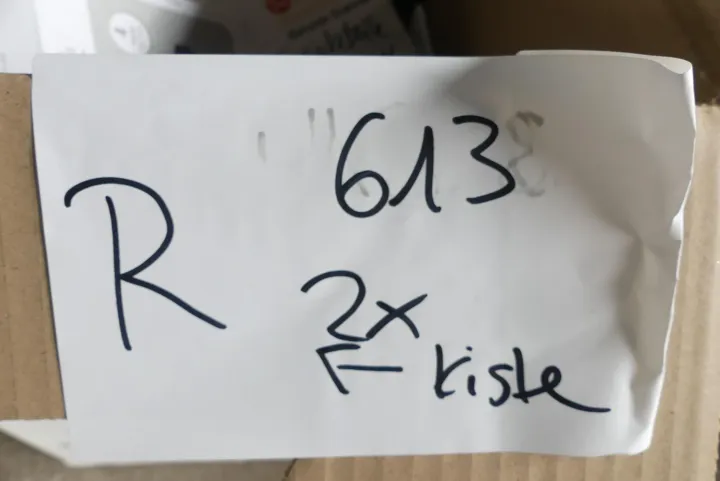 613
R
2x
← Kiste